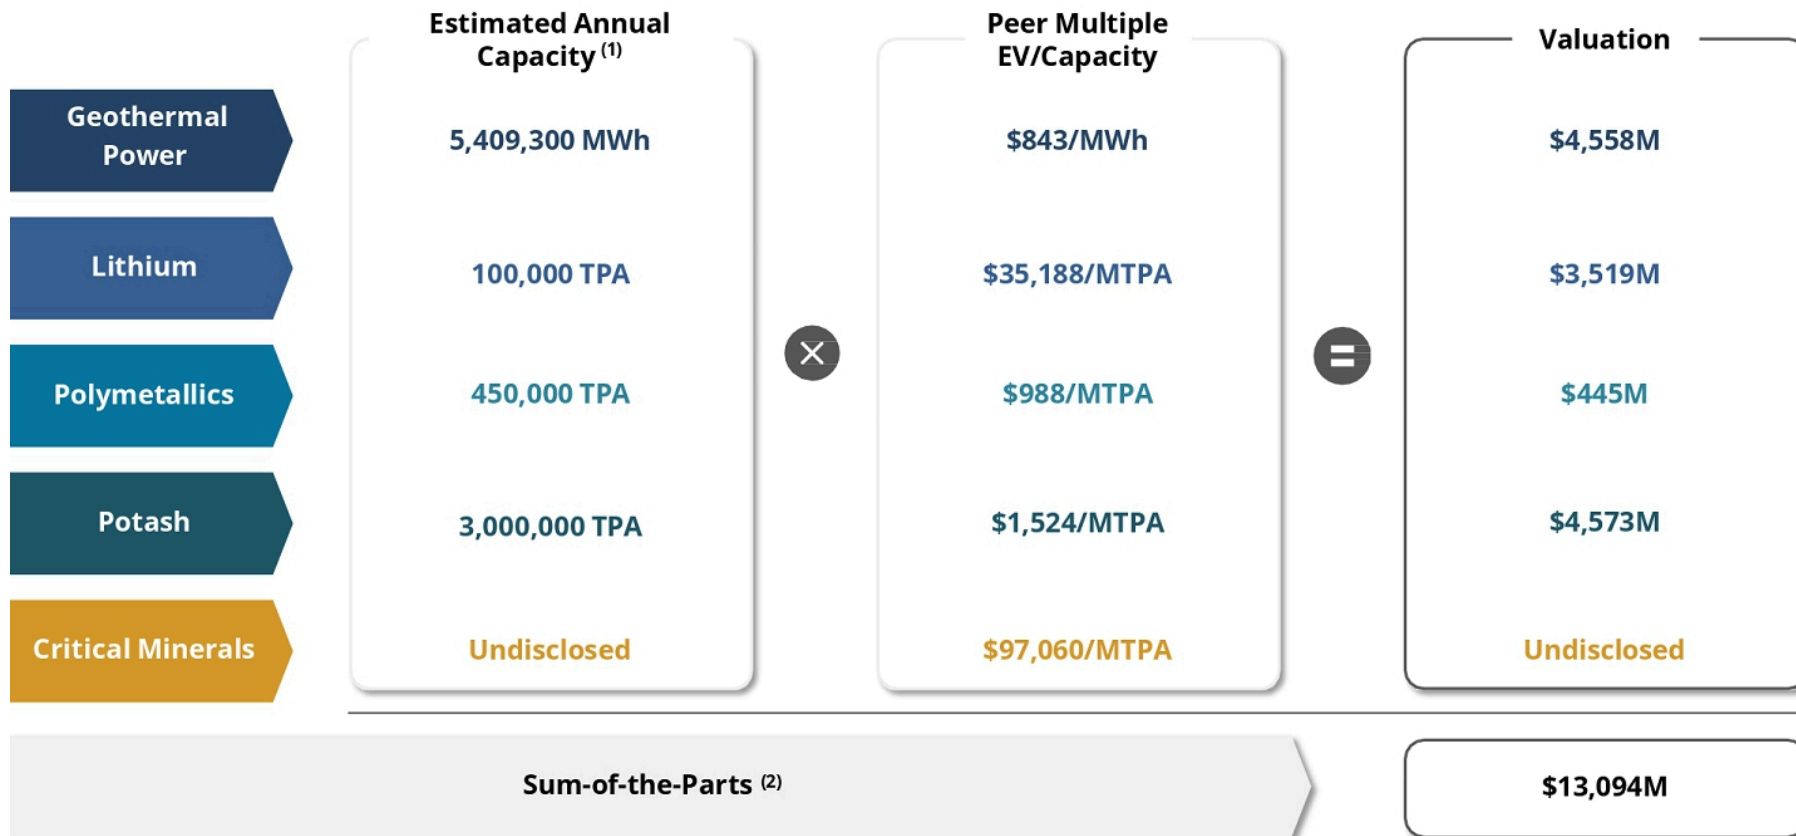 Estimated Annual
Capacity (1)
Peer Multiple
EV/Capacity
Valuation
Geothermal
Power
5,409,300 MWh
$843/MWh
$4,558M
Lithium
100,000 TPA
$35,188/MTPA
$3,519M
Polymetallics
450,000 TPA
$988/MTPA
$445M
Potash
3,000,000 TPA
$1,524/MTPA
$4,573M
Critical Minerals
Undisclosed
$97,060/MTPA
Undisclosed
Sum-of-the-Parts (2)
$13,094M